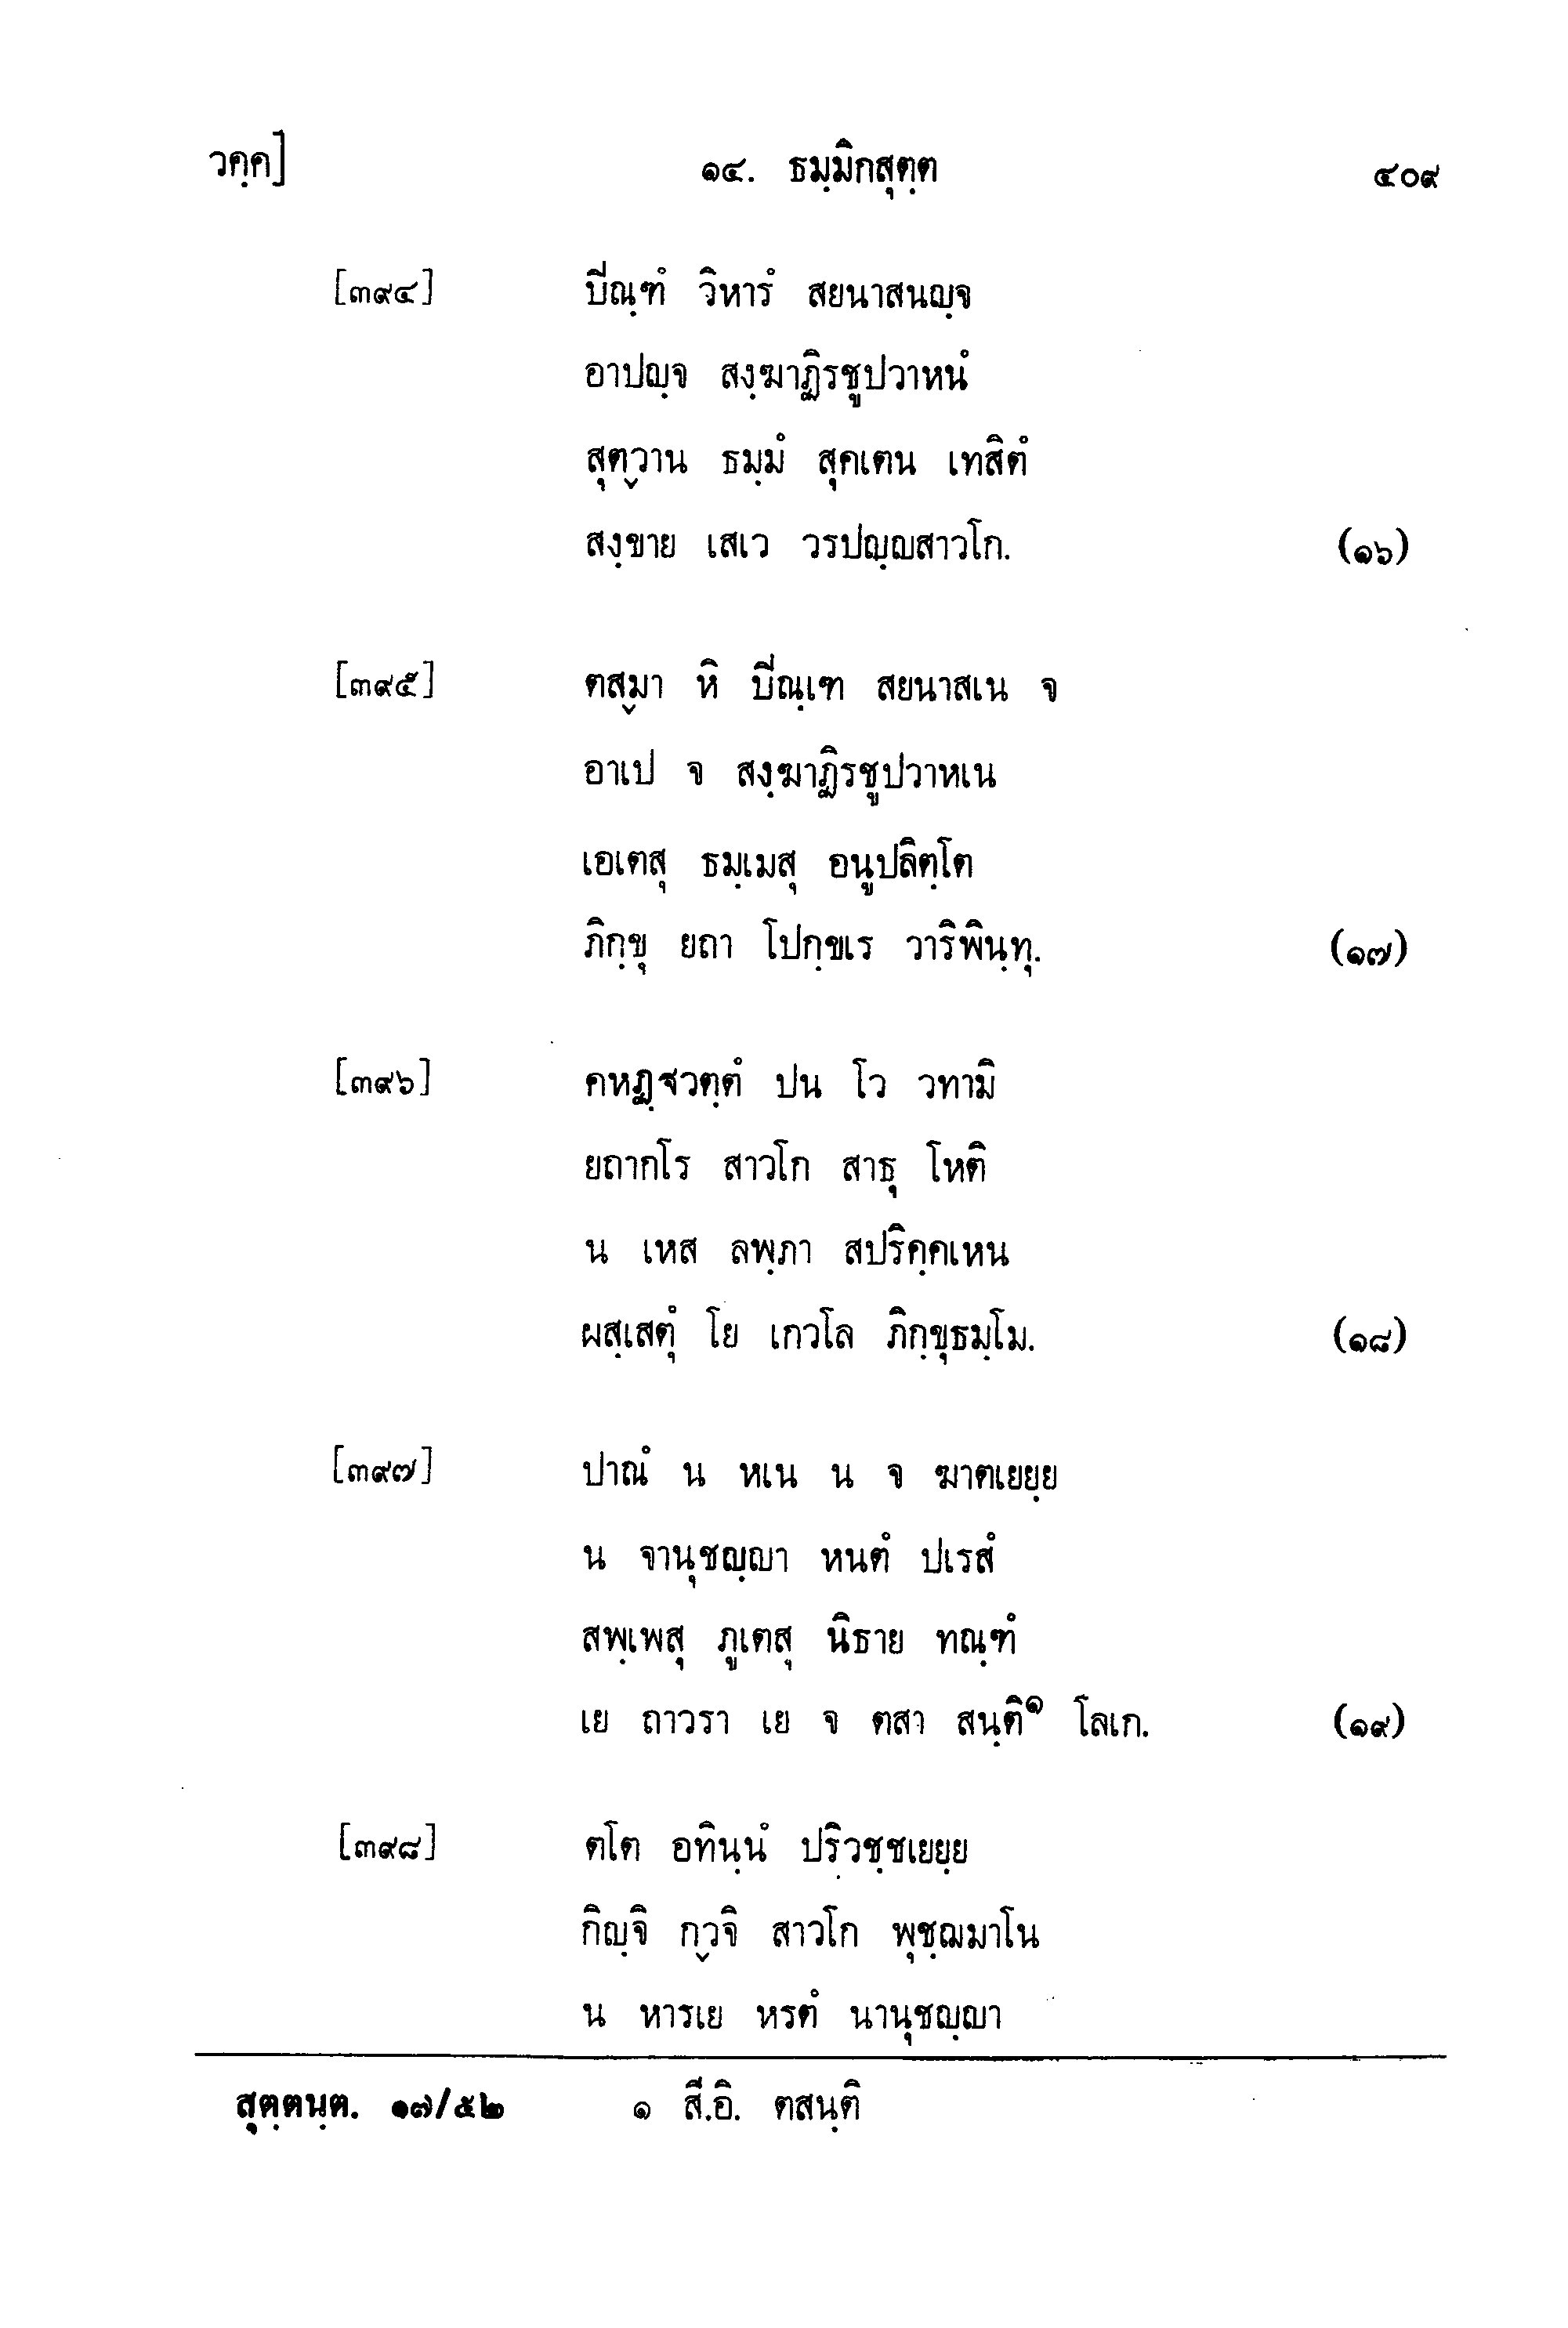 วคฺค] ๑๔. ธมฺมิกสุตฺต ๔๐๙
[๓๙๔] บีณฺฑํ วิหารํ สยนาสนญฺจ
อาปญฺจ สงฺฆาฏิรชูปวาหนํ
สุตฺวาน ธมฺมํ สุคเตน เทสิตํ
สงฺขาย เสเว วรปญฺญสาวโก. (๑๖)
[๓๙๕] ตสฺมา หิ บีณฺเฑ สยนาสเน จ
อาเป จ สงฺฆาฏิรชูปวาหเน
เอเตสุ ธมฺเมสุ อนูปลิตฺโต
ภิกฺขุ ยถา โปกฺขเร วาริพินฺทุ. (๑๗)
[๓๙๖] คหฏฺฐวตฺตํ ปน โว วทามิ
ยถากโร สาวโก สาธุ โหติ
น เหส ลพฺภา สปริคฺคเหน
ผสฺเสตุํ โย เกวโล ภิกฺขุธมฺโม. (๑๘)
[๓๙๗] ปาณํ น หเน น จ ฆาตเยยฺย
น จานุชญฺญา หนตํ ปเรสํ
สพฺเพสุ ภูเตสุ นิธาย ทณฺฑํ
เย ถาวรา เย จ ตสา สนฺติ๑ โลเก. (๑๙)
[๓๙๘] ตโต อทินฺนํ ปริวชฺชเยยฺย
กิญฺจิ กฺวจิ สาวโก พุชฺฌมาโน
น หารเย หรตํ นานุชญฺญา
สุตฺตนฺต. ๑๗/๕๒ ๑ สี.อิ. ตสนฺติ